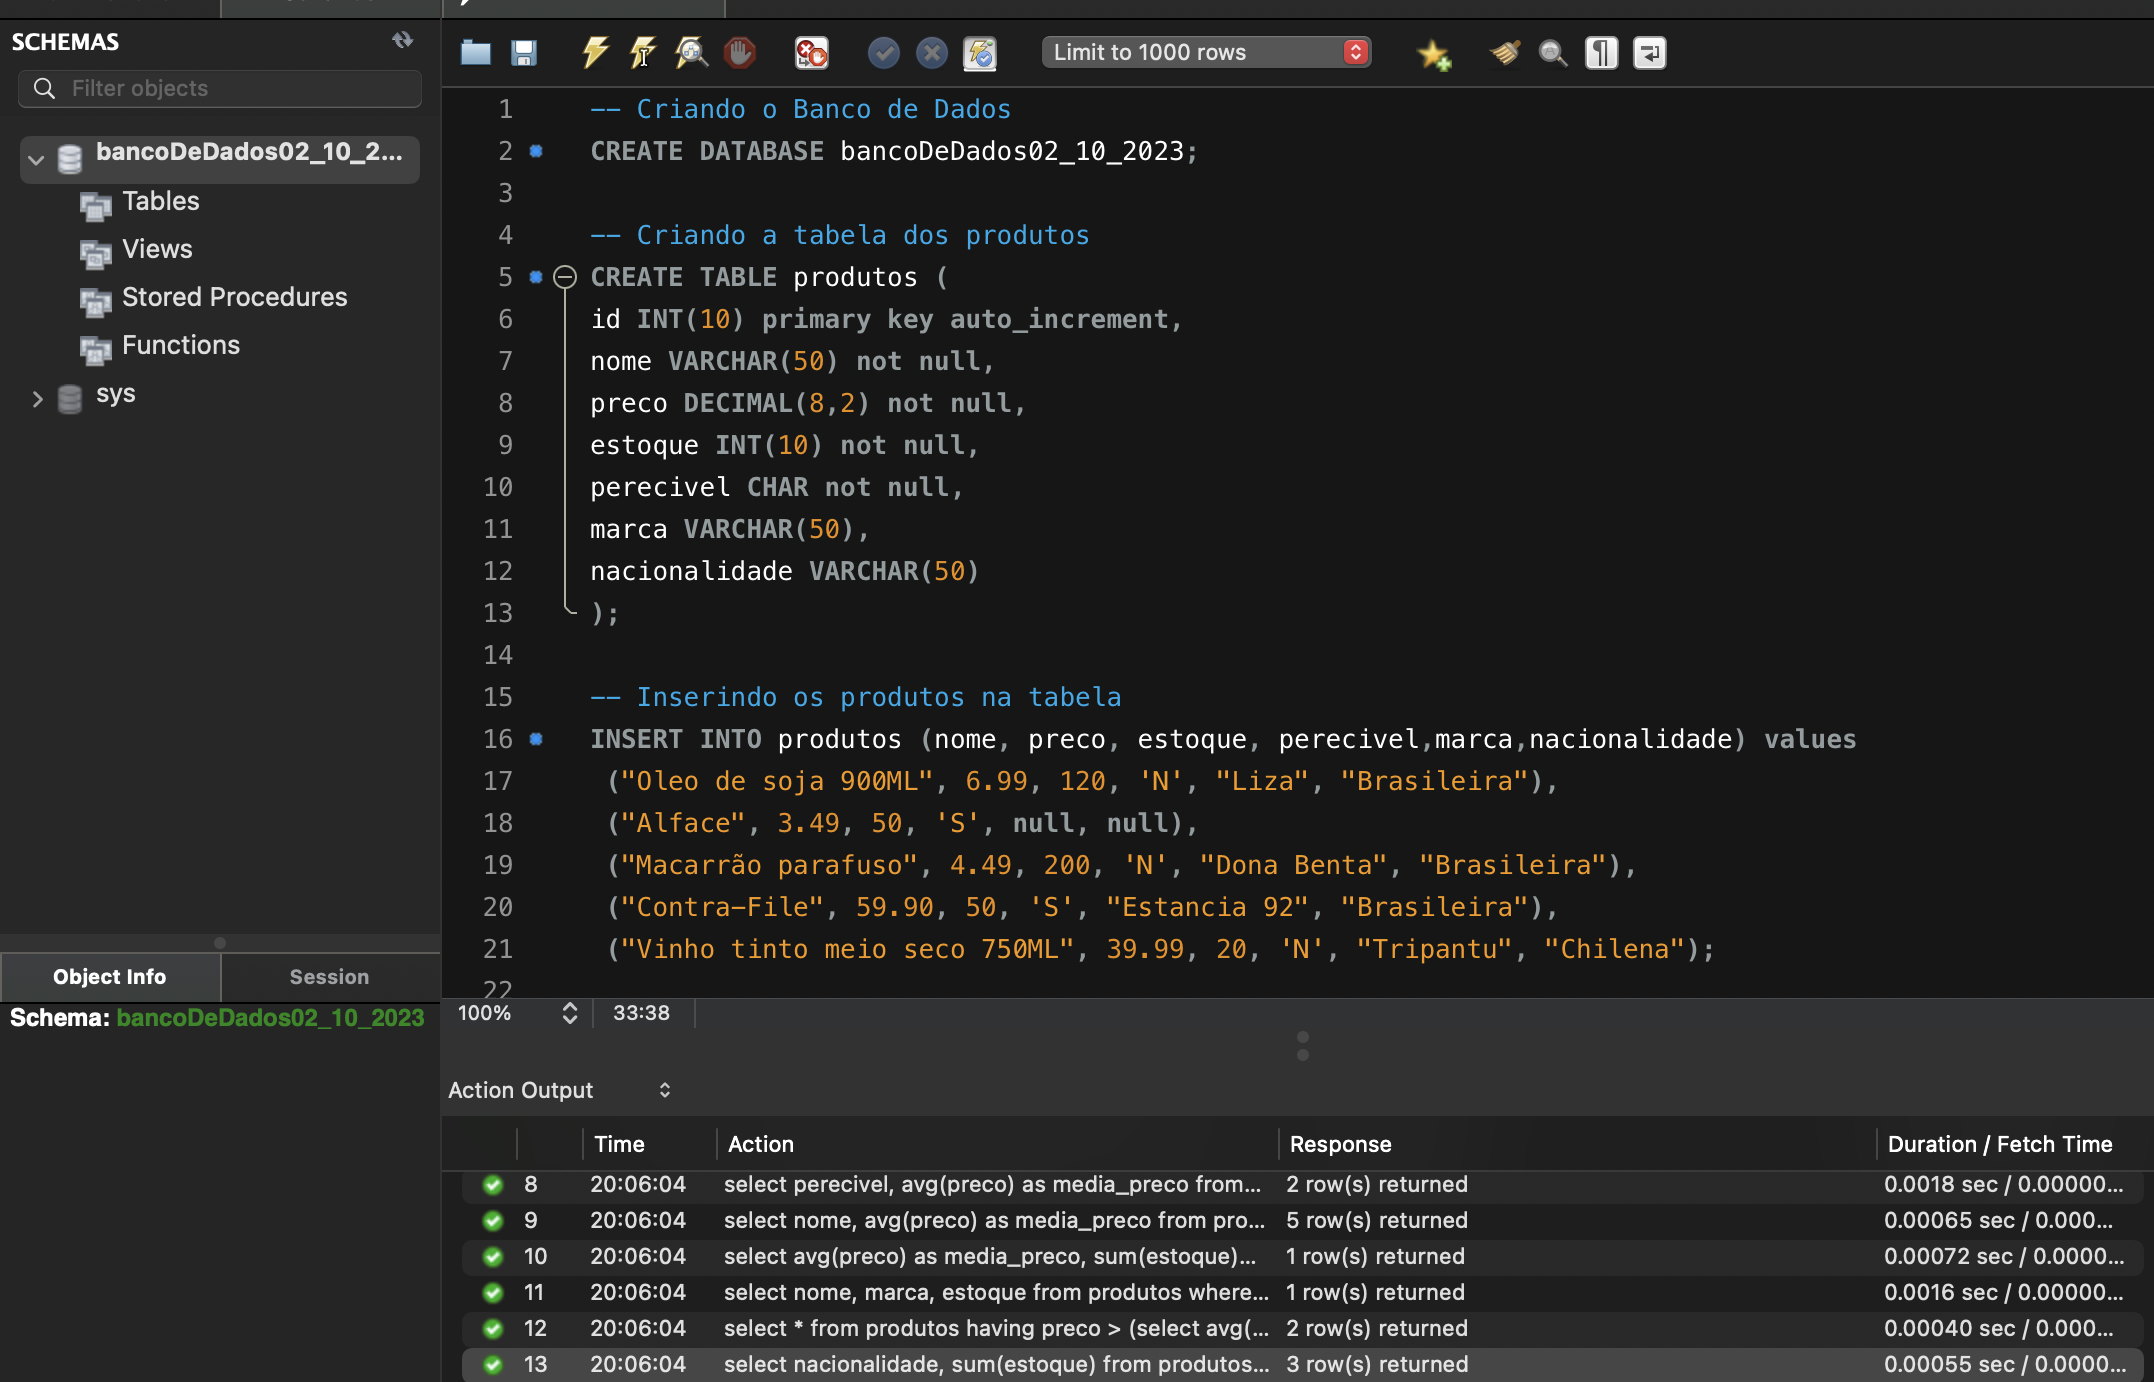 SCHEMAS
Filter objects
bancoDeDados02_10_2...
Tables
Views
Stored Procedures
Functions
sys
Object Info
Session
Schema: bancoDeDados02_10_2023
Limit to 1000 rows
1 -- Criando o Banco de Dados
2 CREATE DATABASE bancoDeDados02_10_2023;
3
4 -- Criando a tabela dos produtos
5 CREATE TABLE produtos (
6 id INT(10) primary key auto_increment,
7 nome VARCHAR(50) not null,
8 preco DECIMAL(8,2) not null,
9 estoque INT(10) not null,
10 perecivel CHAR not null,
11 marca VARCHAR(50),
12 nacionalidade VARCHAR(50)
13 );
14
15 -- Inserindo os produtos na tabela
16 INSERT INTO produtos (nome, preco, estoque, perecivel,marca,nacionalidade) values
17 ("Oleo de soja 900ML", 6.99, 120, 'N', "Liza", "Brasileira"),
18 ("Alface", 3.49, 50, 'S', null, null),
19 ("Macarrão parafuso", 4.49, 200, 'N', "Dona Benta", "Brasileira"),
20 ("Contra-File", 59.90, 50, 'S', "Estancia 92", "Brasileira"),
21 ("Vinho tinto meio seco 750ML", 39.99, 20, 'N', "Tripantu", "Chilena");
22
100% 33:38
Action Output
Time Action Response Duration / Fetch Time
8 20:06:04 select perecivel, avg(preco) as media_preco from... 2 row(s) returned 0.0018 sec / 0.00000...
9 20:06:04 select nome, avg(preco) as media_preco from pro... 5 row(s) returned 0.00065 sec / 0.000...
10 20:06:04 select avg(preco) as media_preco, sum(estoque)... 1 row(s) returned 0.00072 sec / 0.0000...
11 20:06:04 select nome, marca, estoque from produtos where... 1 row(s) returned 0.0016 sec / 0.00000...
12 20:06:04 select * from produtos having preco > (select avg(... 2 row(s) returned 0.00040 sec / 0.000...
13 20:06:04 select nacionalidade, sum(estoque) from produtos... 3 row(s) returned 0.00055 sec / 0.0000...